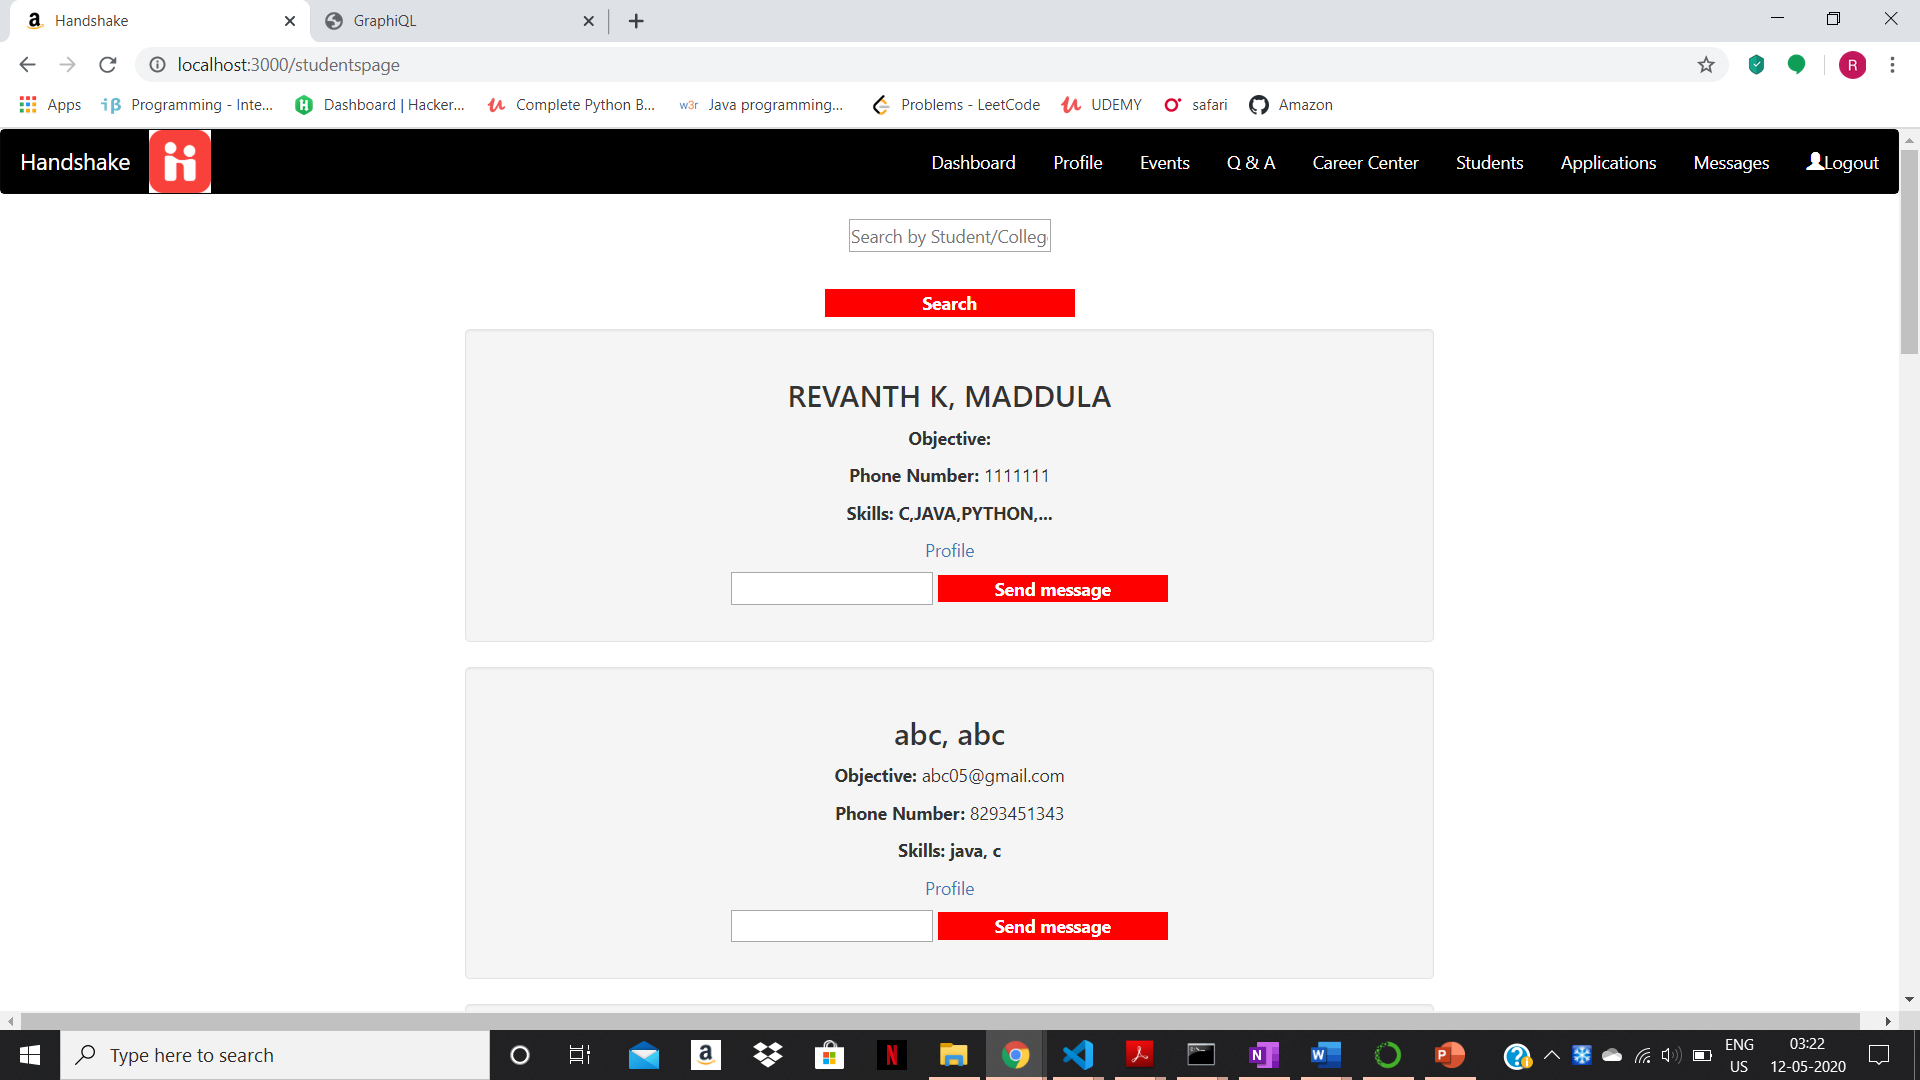 Handshake
GraphiQL
localhost:3000/studentspage
R
Apps
Programming - Inte...
Dashboard | Hacker...
Complete Python B...
w3r Java programming...
Problems - LeetCode
UDEMY
safari
Amazon
Handshake
Dashboard
Profile
Events
Q & A
Career Center
Students
Applications
Messages
Logout
Search by Student/Colleg
Search
REVANTH K, MADDULA
Objective:
Phone Number: 1111111
Skills: C,JAVA,PYTHON,...
Profile
Send message
abc, abc
Objective: abc05@gmail.com
Phone Number: 8293451343
Skills: java, c
Profile
Send message
Type here to search
ENG
US
03:22
12-05-2020